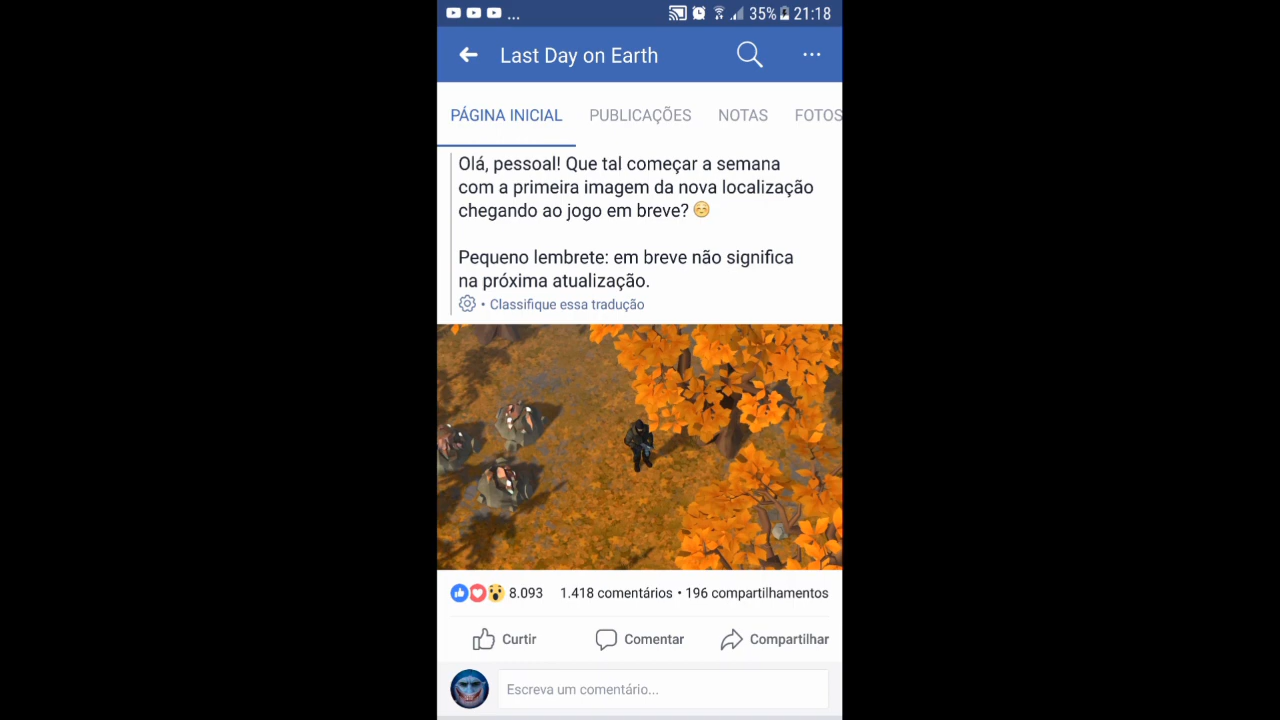 ... 35% 21:18
Last Day on Earth ...
PÁGINA INICIAL PUBLICAÇÕES NOTAS FOTOS
Olá, pessoal! Que tal começar a semana
com a primeira imagem da nova localização
chegando ao jogo em breve? ☺️
Pequeno lembrete: em breve não significa
na próxima atualização.
• Classifique essa tradução
8.093 1.418 comentários • 196 compartilhamentos
Curtir Comentar Compartilhar
Escreva um comentário...